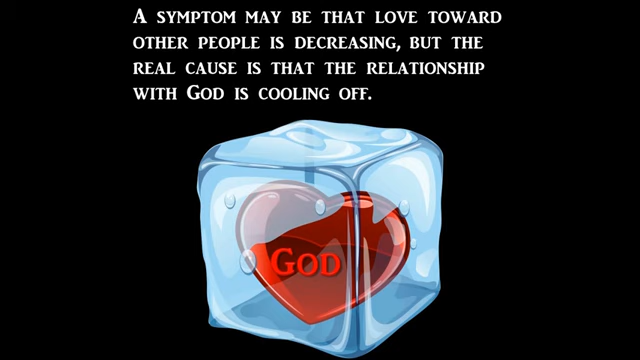 A symptom may be that love toward
other people is decreasing, but the
real cause is that the relationship
with God is cooling off.
God